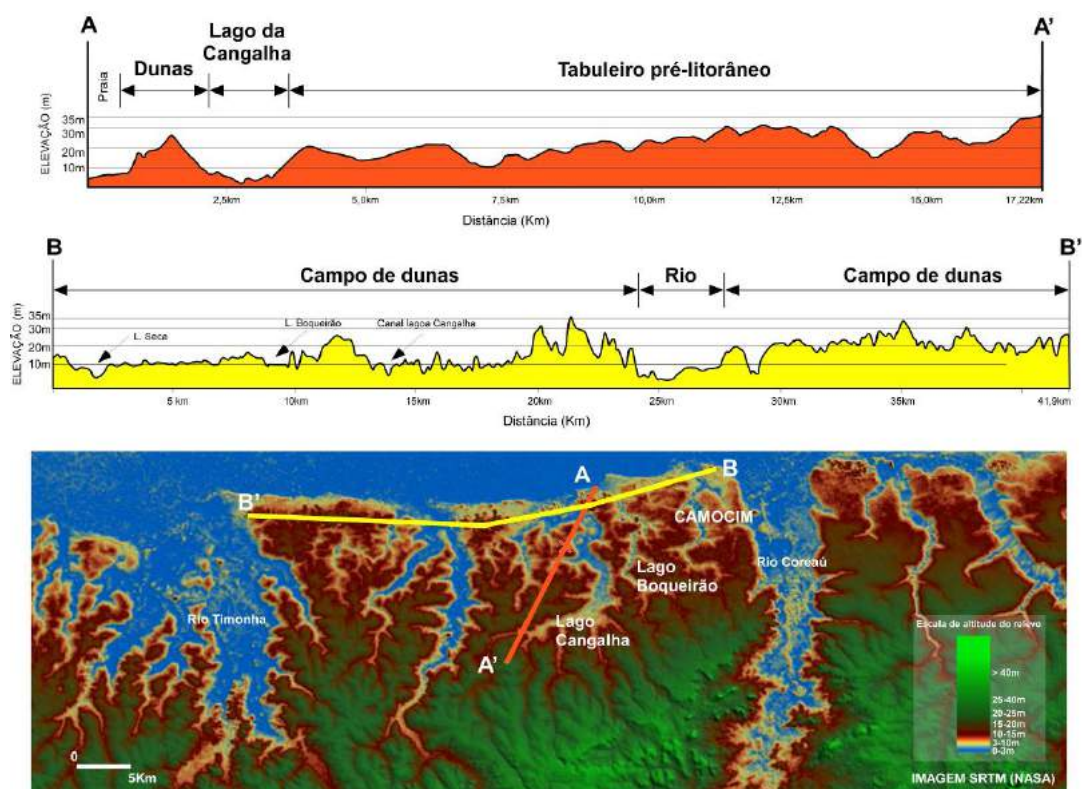 A
A'
Lago da
Cangalha
Praia
Dunas
Tabuleiro pré-litorâneo
ELEVAÇÃO (m)
35m
30m
20m
10m
2,5km
5,0km
7,5km
10,0km
12,5km
15,0km
17,22km
Distância (Km)
B
B'
Campo de dunas
Rio
Campo de dunas
ELEVAÇÃO (m)
35m
30m
20m
10m
L. Seca
L. Boqueirão
Canal lagoa Cangalha
5 km
10km
15km
20km
25km
30km
35km
41,9km
Distância (Km)
A
B
B'
CAMOCIM
Rio Coreaú
Lago
Boqueirão
Rio Timonha
Lago
Cangalha
A'
Escala de altitude do relevo
> 40m
25-40m
20-25m
15-20m
10-15m
3-10m
0-3m
0
5Km
IMAGEM SRTM (NASA)